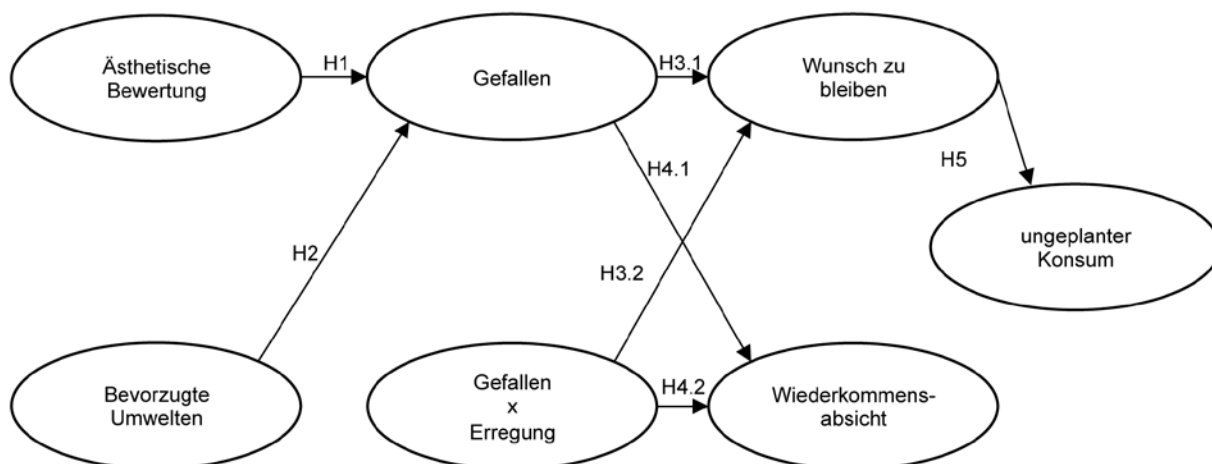 Ästhetische
Bewertung
H1
Gefallen
H3.1
Wunsch zu
bleiben
H4.1
H5
H2
H3.2
ungeplanter
Konsum
Bevorzugte
Umwelten
Gefallen
x
Erregung
H4.2
Wiederkommens-
absicht